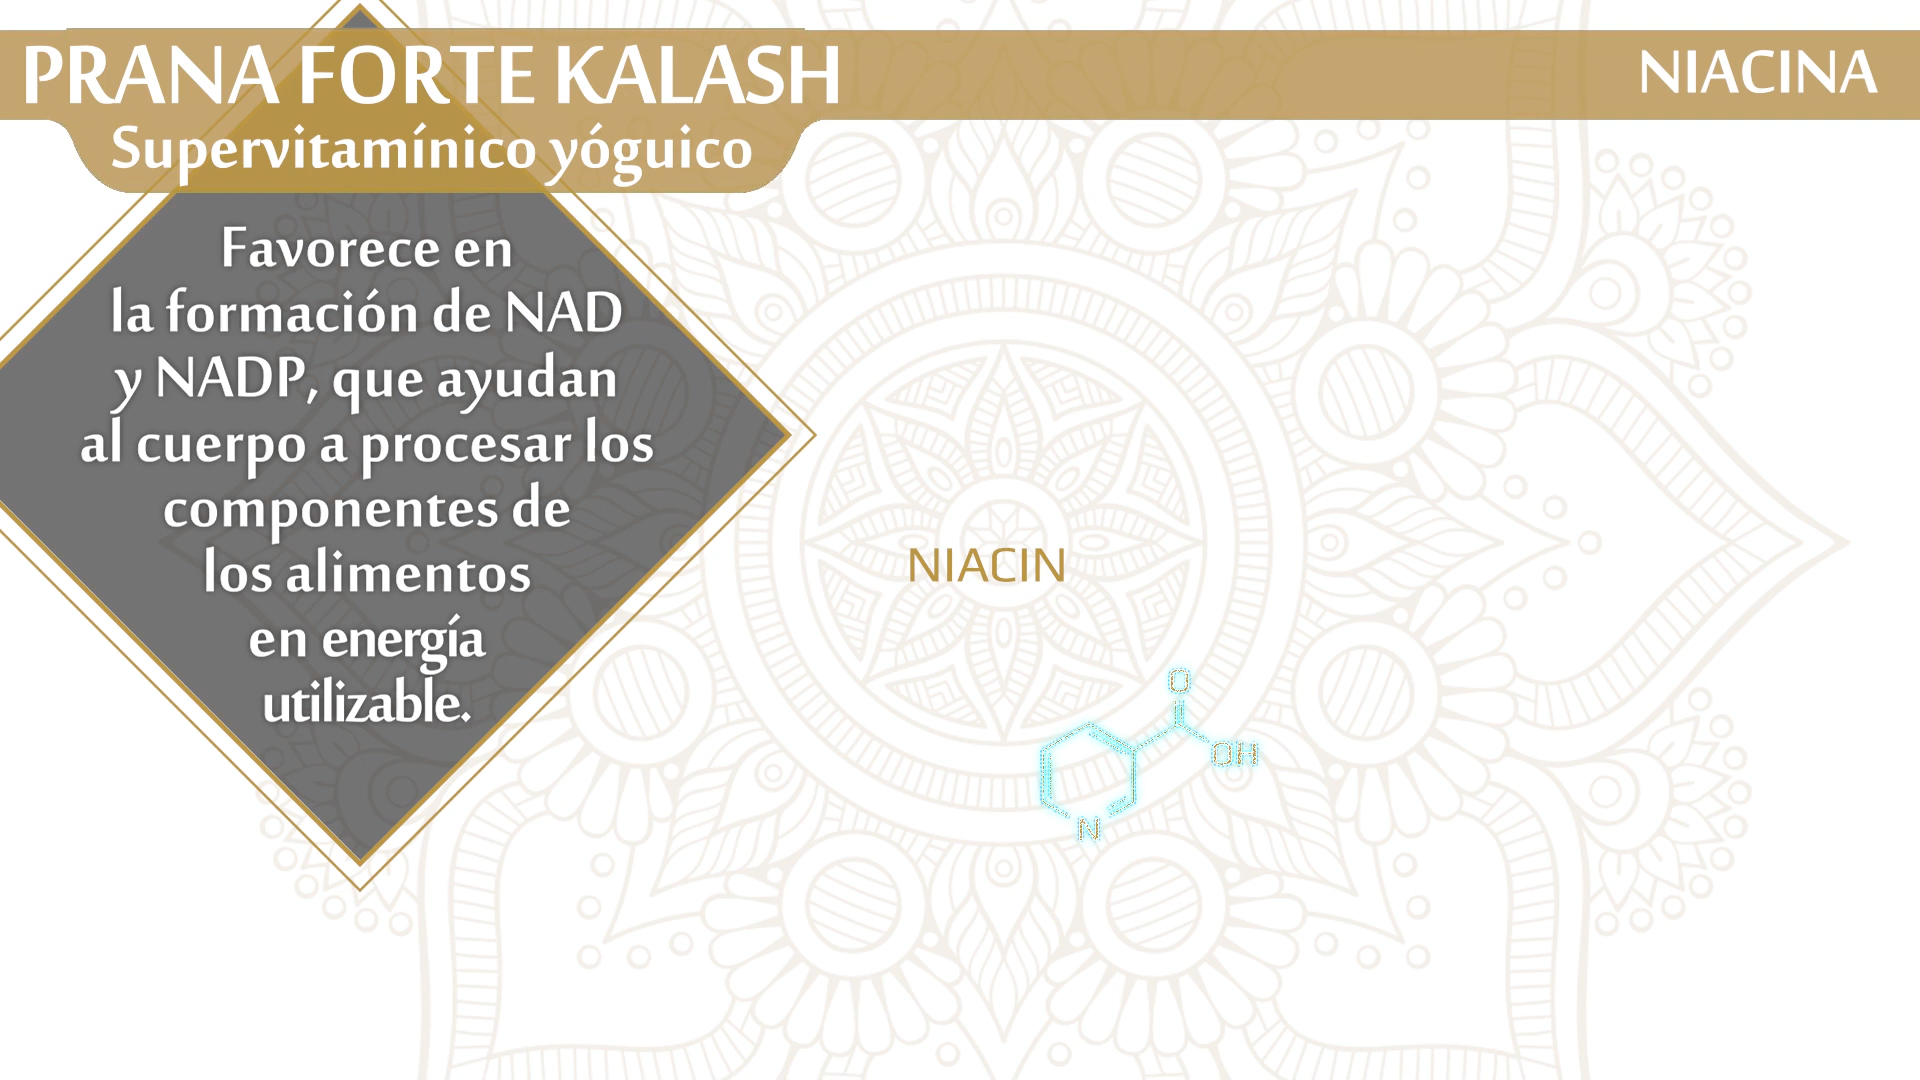 PRANA FORTE KALASH
Supervitamínico yóguico
NIACINA
Favorece en
la formación de NAD
y NADP, que ayudan
al cuerpo a procesar los
componentes de
los alimentos
en energía
utilizable.
NIACIN
O
OH
N